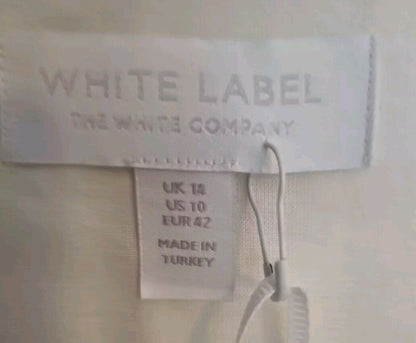 WHITE LABEL
THE WHITE COMPANY
UK 14
US 10
EUR 42
MADE IN
TURKEY